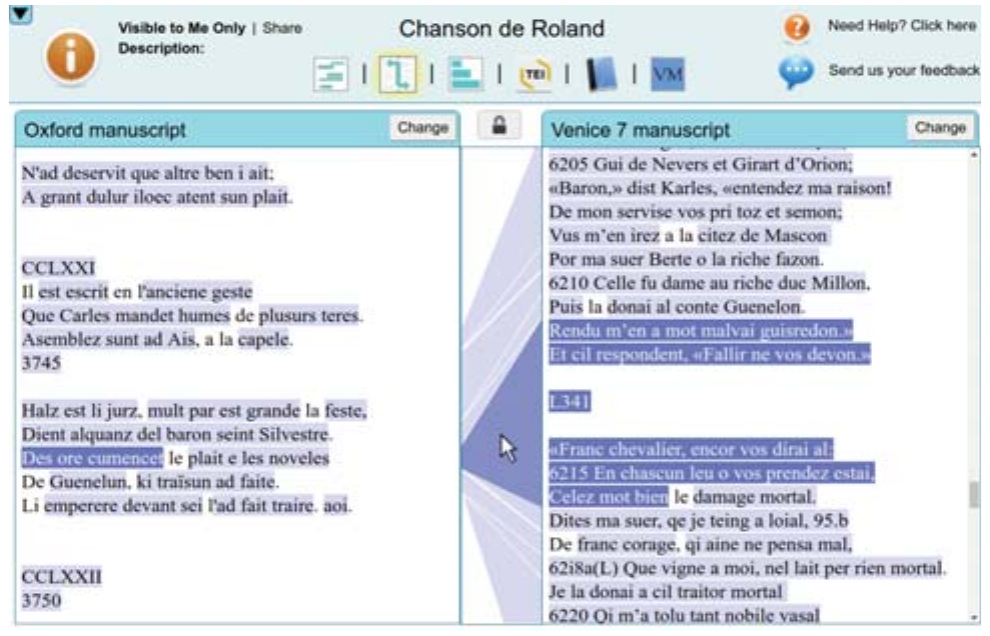 Visible to Me Only | Share
Description:
Chanson de Roland
Need Help? Click here
Send us your feedback
TEI
VM
Oxford manuscript
Change
N'ad deservit que altre ben i ait;
A grant dulur iloec atent sun plait.
CCLXXI
Il est escrit en l'anciene geste
Que Carles mandet humes de plusurs teres.
Asemblez sunt ad Ais, a la capele.
3745
Halz est li jurz, mult par est grande la feste,
Dient alquanz del baron seint Silvestre.
Des ore cumencet le plait e les noveles
De Guenelun, ki traïsun ad faite.
Li emperere devant sei l'ad fait traire. aoi.
CCLXXII
3750
Venice 7 manuscript
Change
6205 Gui de Nevers et Girart d'Orion;
«Baron,» dist Karles, «entendez ma raison!
De mon servise vos pri toz et semon;
Vus m'en irez a la citez de Mascon
Por ma suer Berte o la riche fazon.
6210 Celle fu dame au riche duc Millon,
Puis la donai al conte Guenelon.
Rendu m'en a mot malvai guisredon.»
Et cil respondent, «Fallir ne vos devon.»
L341
«Franc chevalier, encor vos dirai al:
6215 En chascun leu o vos prendez estai,
Celez mot bien le damage mortal.
Dites ma suer, qe je teing a loial, 95.b
De franc corage, qi aine ne pensa mal,
62i8a(L) Que vigne a moi, nel lait per rien mortal.
Je la donai a cil traitor mortal
6220 Qi m'a tolu tant nobile vasal